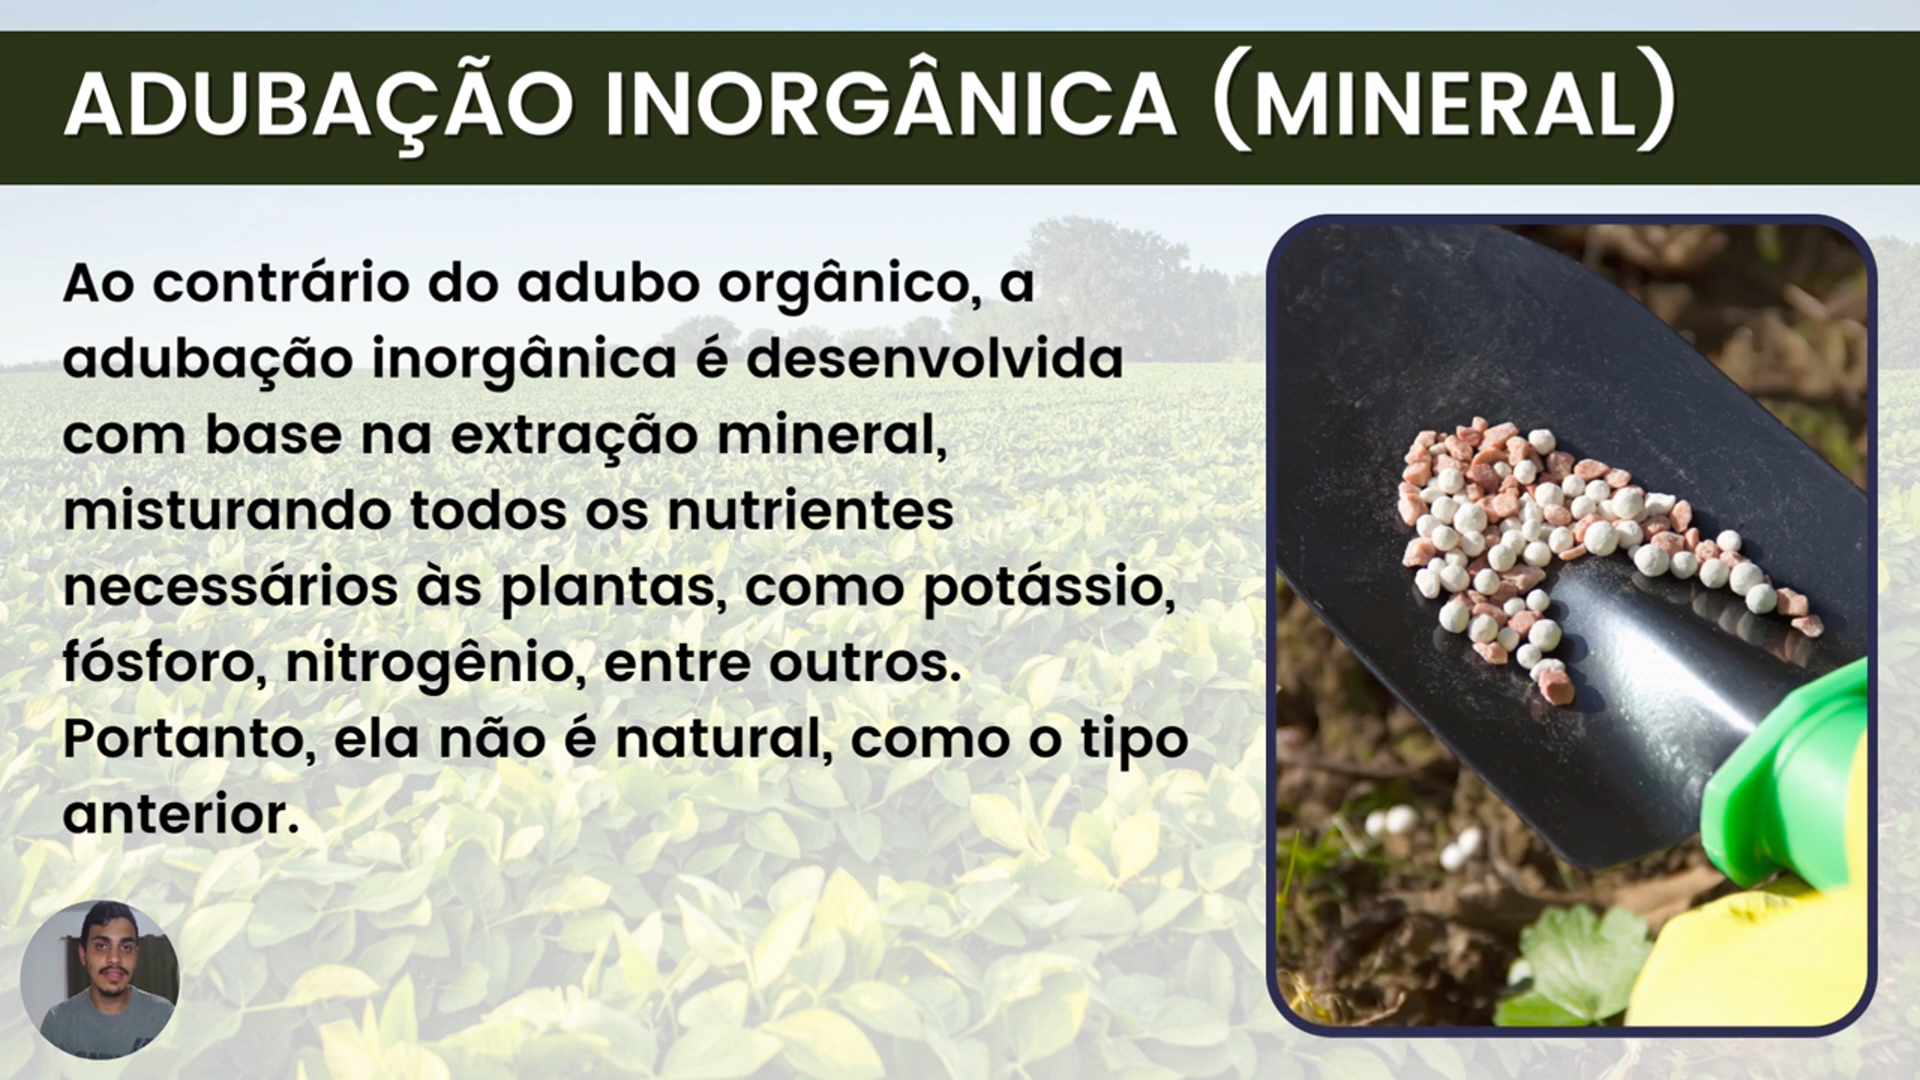 ADUBAÇÃO INORGÂNICA (MINERAL)
Ao contrário do adubo orgânico, a
adubação inorgânica é desenvolvida
com base na extração mineral,
misturando todos os nutrientes
necessários às plantas, como potássio,
fósforo, nitrogênio, entre outros.
Portanto, ela não é natural, como o tipo
anterior.